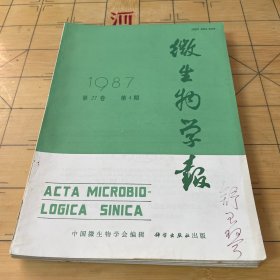 微生物学报
1987
第27卷 第4期
ACTA MICROBIO-
LOGICA SINICA
中国微生物学会编辑 科学出版社出版